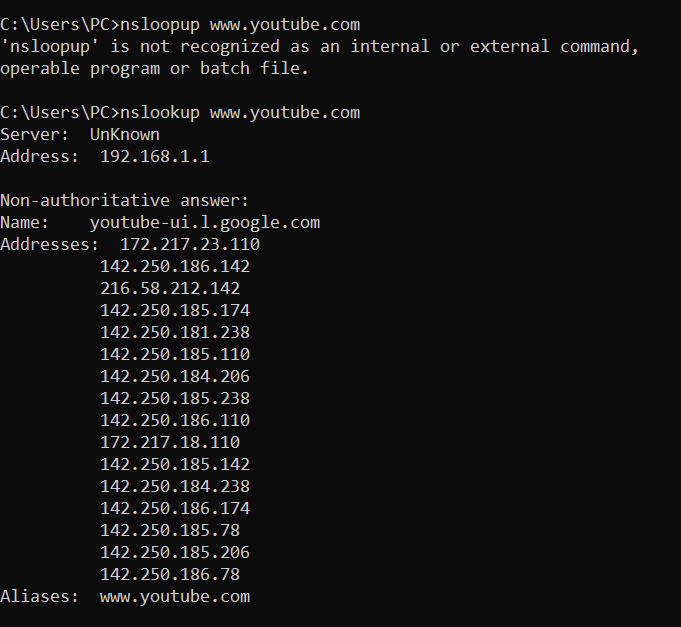 C:\Users\PC>nsloopup www.youtube.com
'nsloopup' is not recognized as an internal or external command,
operable program or batch file.
C:\Users\PC>nslookup www.youtube.com
Server:  UnKnown
Address:  192.168.1.1
Non-authoritative answer:
Name:    youtube-ui.l.google.com
Addresses:  172.217.23.110
          142.250.186.142
          216.58.212.142
          142.250.185.174
          142.250.181.238
          142.250.185.110
          142.250.184.206
          142.250.185.238
          142.250.186.110
          172.217.18.110
          142.250.185.142
          142.250.184.238
          142.250.186.174
          142.250.185.78
          142.250.185.206
          142.250.186.78
Aliases:  www.youtube.com